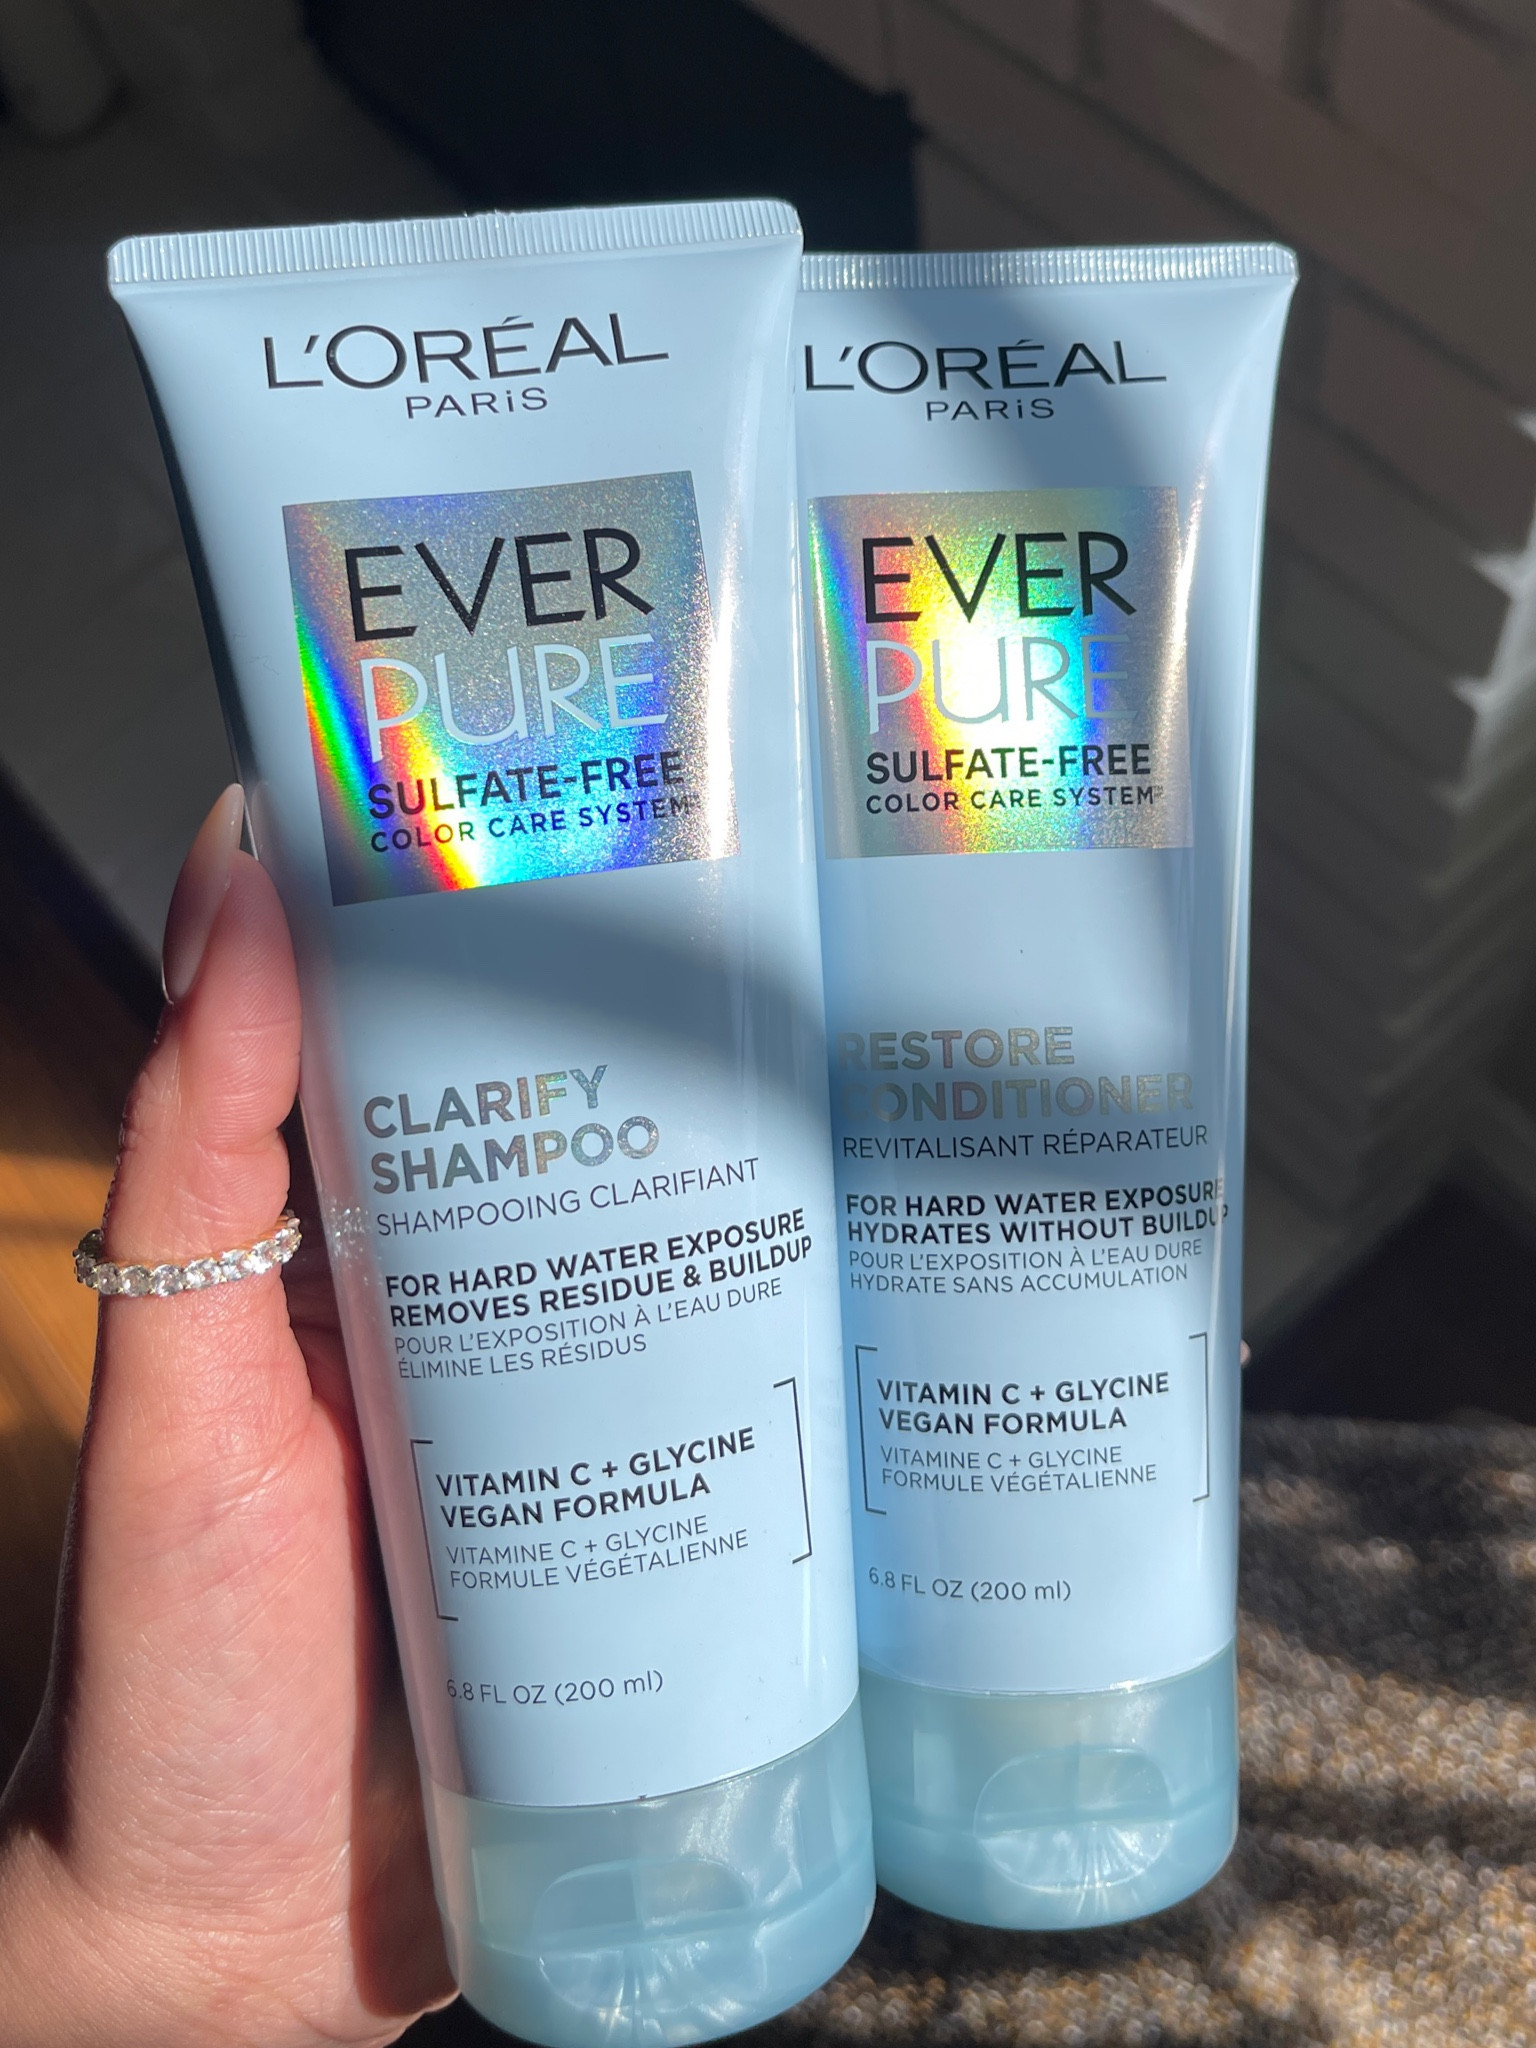 L'ORÉAL
PARiS
EVER
PURE
SULFATE-FREE
COLOR CARE SYSTEM™
CLARIFY
SHAMPOO
SHAMPOOING CLARIFIANT
FOR HARD WATER EXPOSURE
REMOVES RESIDUE & BUILDUP
POUR L'EXPOSITION À L'EAU DURE
ÉLIMINE LES RÉSIDUS
VITAMIN C + GLYCINE
VEGAN FORMULA
VITAMINE C + GLYCINE
FORMULE VÉGÉTALIENNE
6.8 FL OZ (200 ml)
L'ORÉAL
PARiS
EVER
PURE
SULFATE-FREE
COLOR CARE SYSTEM™
RESTORE
CONDITIONER
REVITALISANT RÉPARATEUR
FOR HARD WATER EXPOSURE
HYDRATES WITHOUT BUILDUP
POUR L'EXPOSITION À L'EAU DURE
HYDRATE SANS ACCUMULATION
VITAMIN C + GLYCINE
VEGAN FORMULA
VITAMINE C + GLYCINE
FORMULE VÉGÉTALIENNE
6.8 FL OZ (200 ml)